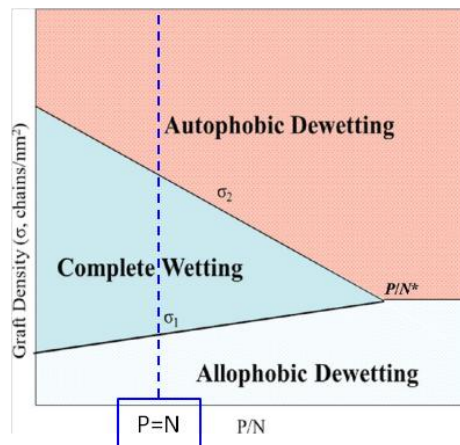 Graft Density (σ, chains/nm²)
Autophobic Dewetting
σ₂
Complete Wetting
P/N*
σ₁
Allophobic Dewetting
P=N
P/N